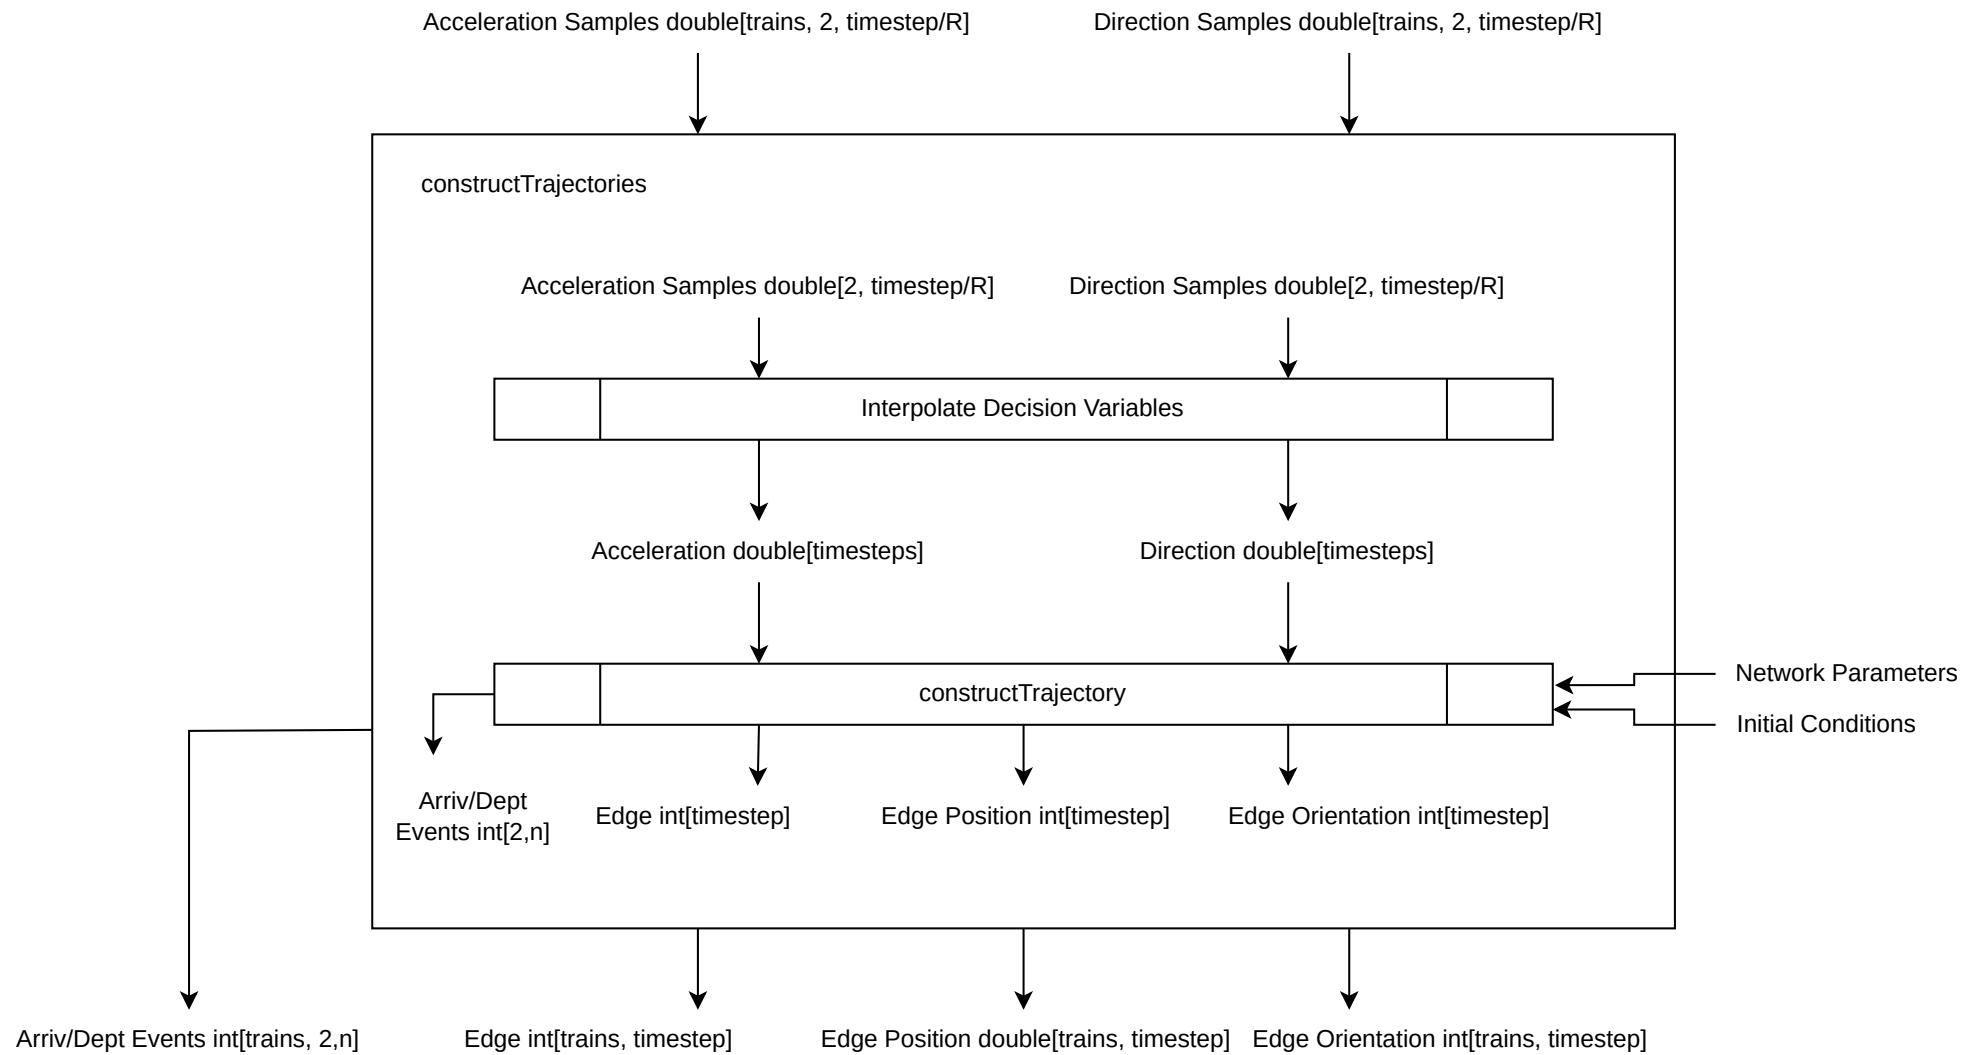 Acceleration Samples double[trains, 2, timestep/R]
Direction Samples double[trains, 2, timestep/R]
constructTrajectories
Acceleration Samples double[2, timestep/R]
Direction Samples double[2, timestep/R]
Interpolate Decision Variables
Acceleration double[timesteps]
Direction double[timesteps]
constructTrajectory
Network Parameters
Initial Conditions
Arriv/Dept
Events int[2,n]
Edge int[timestep]
Edge Position int[timestep]
Edge Orientation int[timestep]
Arriv/Dept Events int[trains, 2,n]
Edge int[trains, timestep]
Edge Position double[trains, timestep]
Edge Orientation int[trains, timestep]